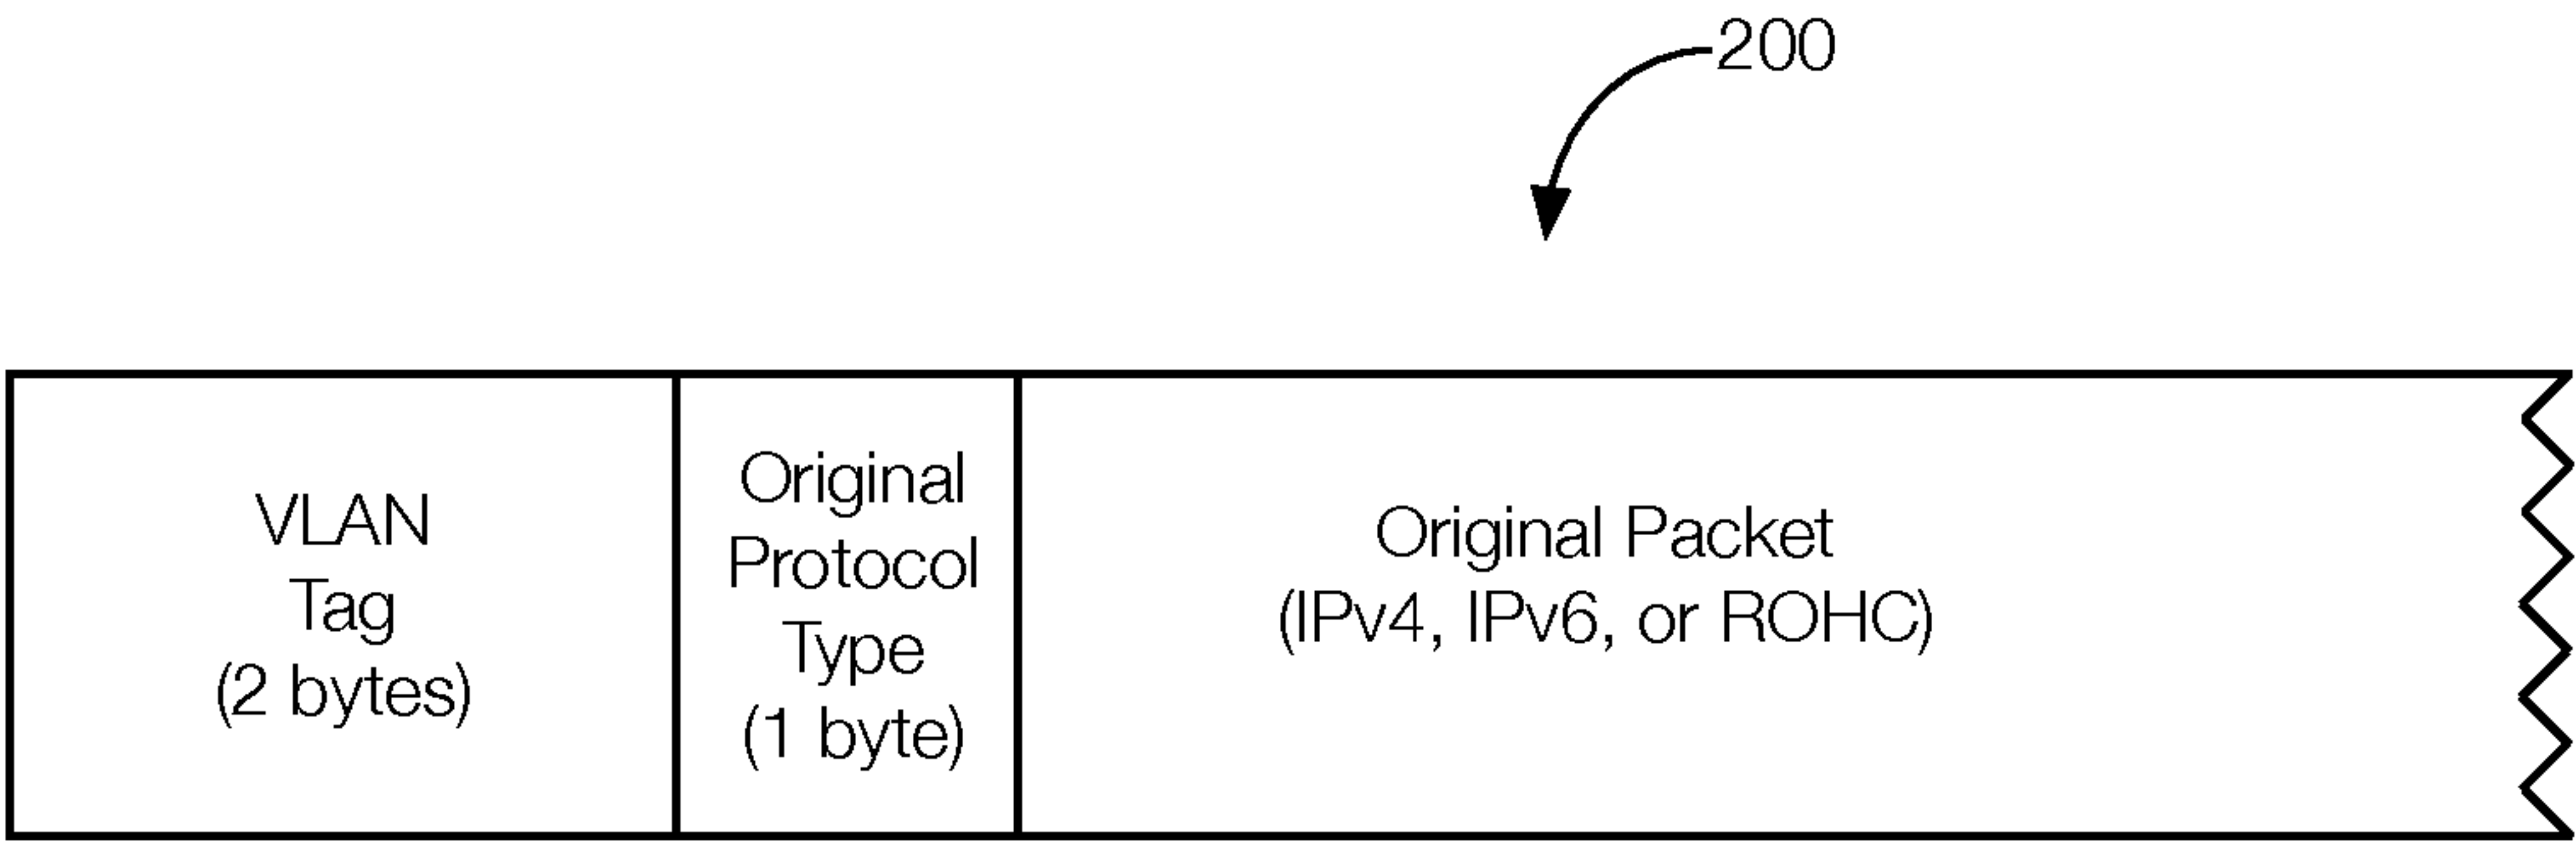 200
VLAN
Tag
(2 bytes)
Original
Protocol
Type
(1 byte)
Original Packet
(IPv4, IPv6, or ROHC)